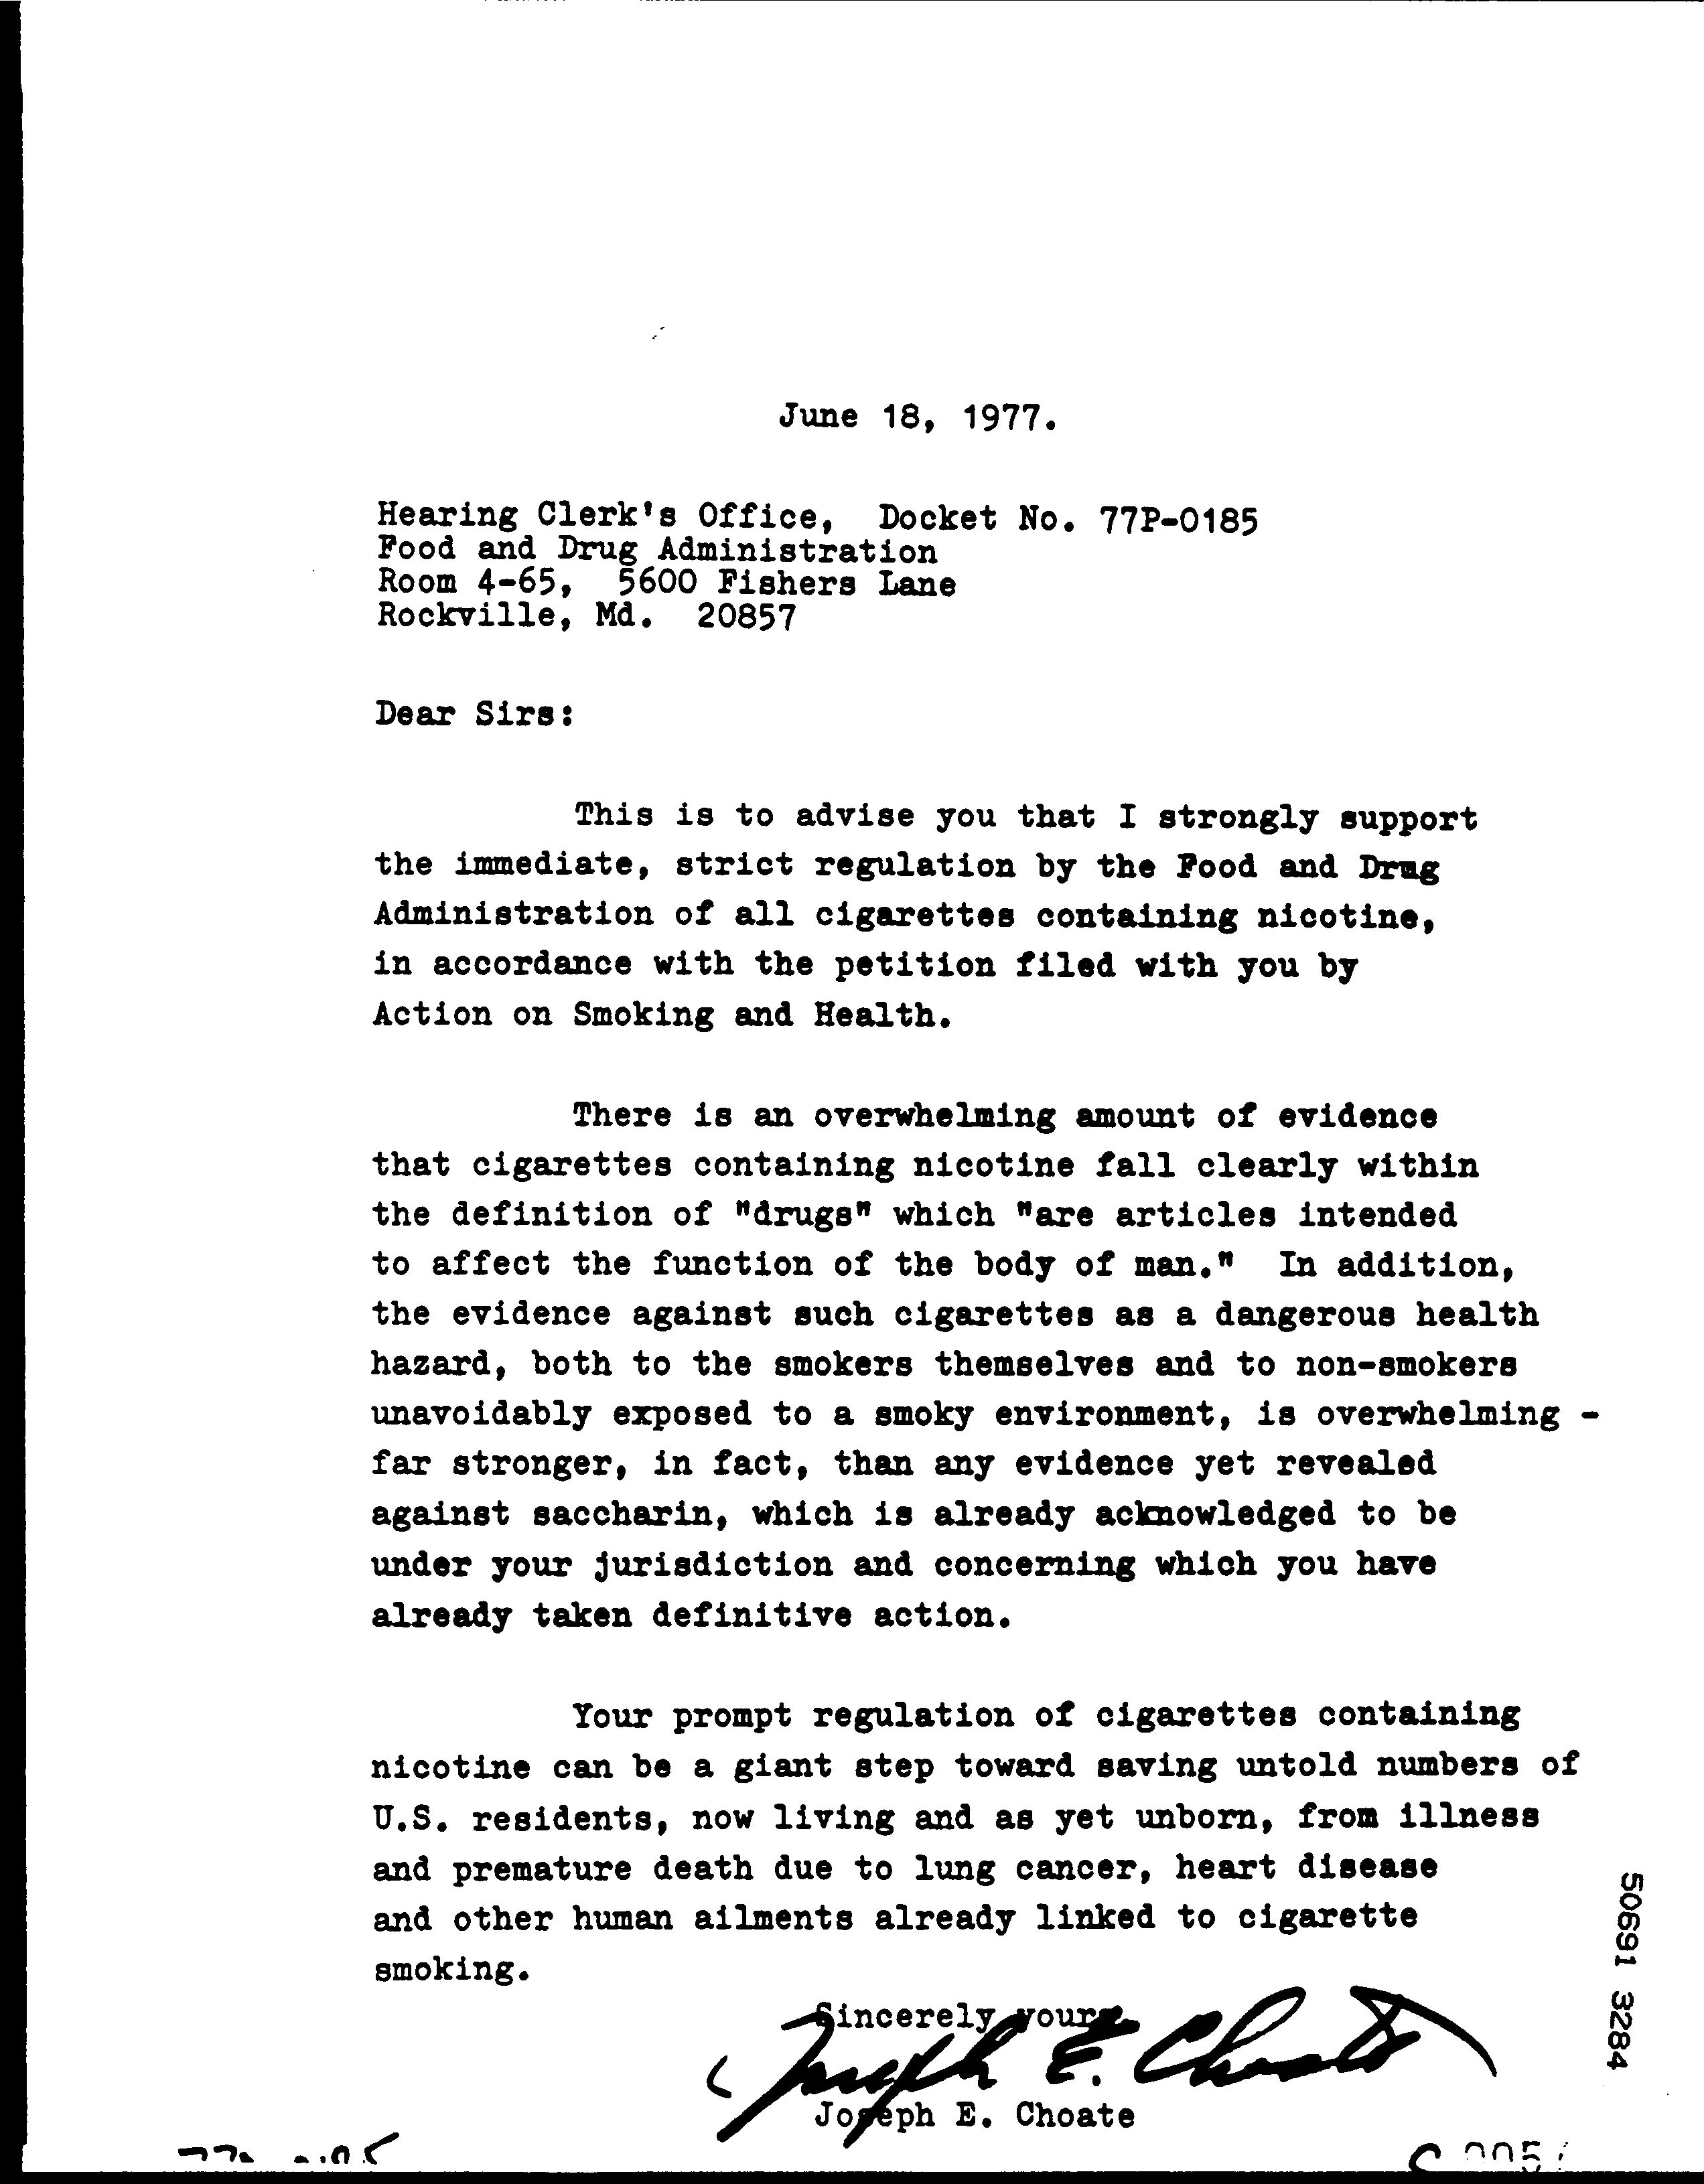 June 18, 1977.
Hearing Clerk's Office, Docket No. 77P-0185
Food and Drug Administration
Room 4-65, 5600 Fishers Lane
Rockville, Md. 20857
Dear Sirs:
This is to advise you that I strongly support
the immediate, strict regulation by the Food and Drug
Administration of all cigarettes containing nicotine,
in accordance with the petition filed with you by
Action on Smoking and Health.
There is an overwhelming amount of evidence
that cigarettes containing nicotine fall clearly within
the definition of "drugs" which "are articles intended
to affect the function of the body of man." In addition,
the evidence against such cigarettes as a dangerous health
hazard, both to the smokers themselves and to non-smokers
unavoidably exposed to a smoky environment, is overwhelming -
far stronger, in fact, than any evidence yet revealed
against saccharin, which is already acknowledged to be
under your jurisdiction and concerning which you have
already taken definitive action.
Your prompt regulation of cigarettes containing
nicotine can be a giant step toward saving untold numbers of
U.S. residents, now living and as yet unborn, from illness
and premature death due to lung cancer, heart disease
and other human ailments already linked to cigarette
smoking.
Sincerely yours
Joseph E. Choate
Joseph E. Choate
50691 3284